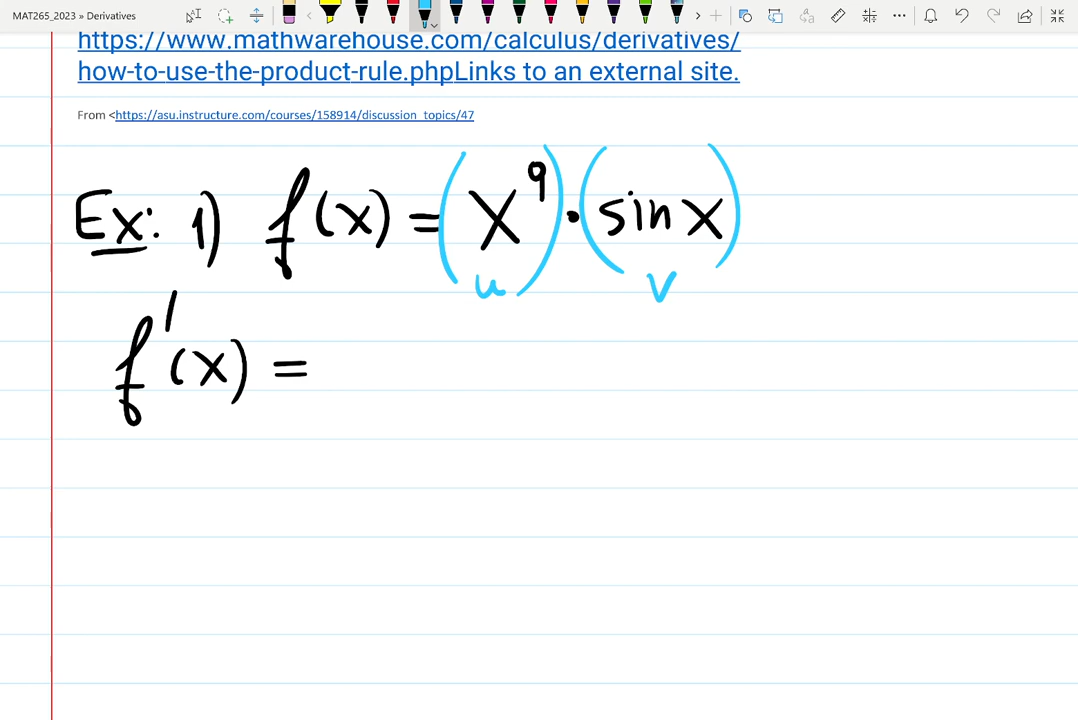 MAT265_2023 » Derivatives
https://www.mathwarehouse.com/calculus/derivatives/
how-to-use-the-product-rule.phpLinks to an external site.
From <https://asu.instructure.com/courses/158914/discussion_topics/47
Ex: 1) f(x) = (x⁹) · (sin x)
u v
f'(x) =